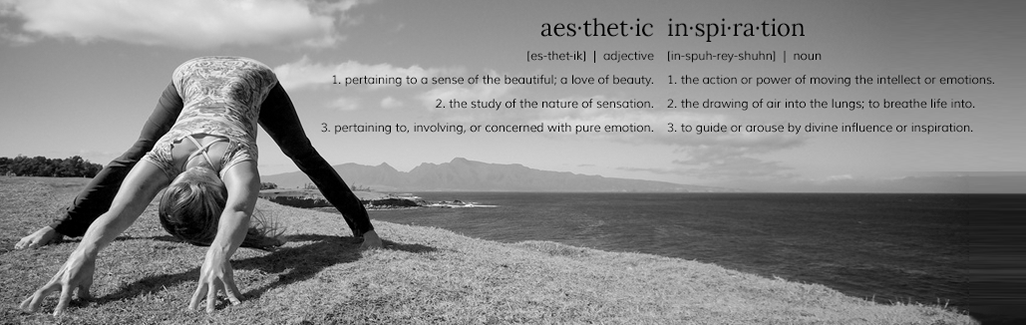 aes·thet·ic
[es-thet-ik] | adjective
1. pertaining to a sense of the beautiful; a love of beauty.
2. the study of the nature of sensation.
3. pertaining to, involving, or concerned with pure emotion.
in·spi·ra·tion
[in-spuh-rey-shuhn] | noun
1. the action or power of moving the intellect or emotions.
2. the drawing of air into the lungs; to breathe life into.
3. to guide or arouse by divine influence or inspiration.